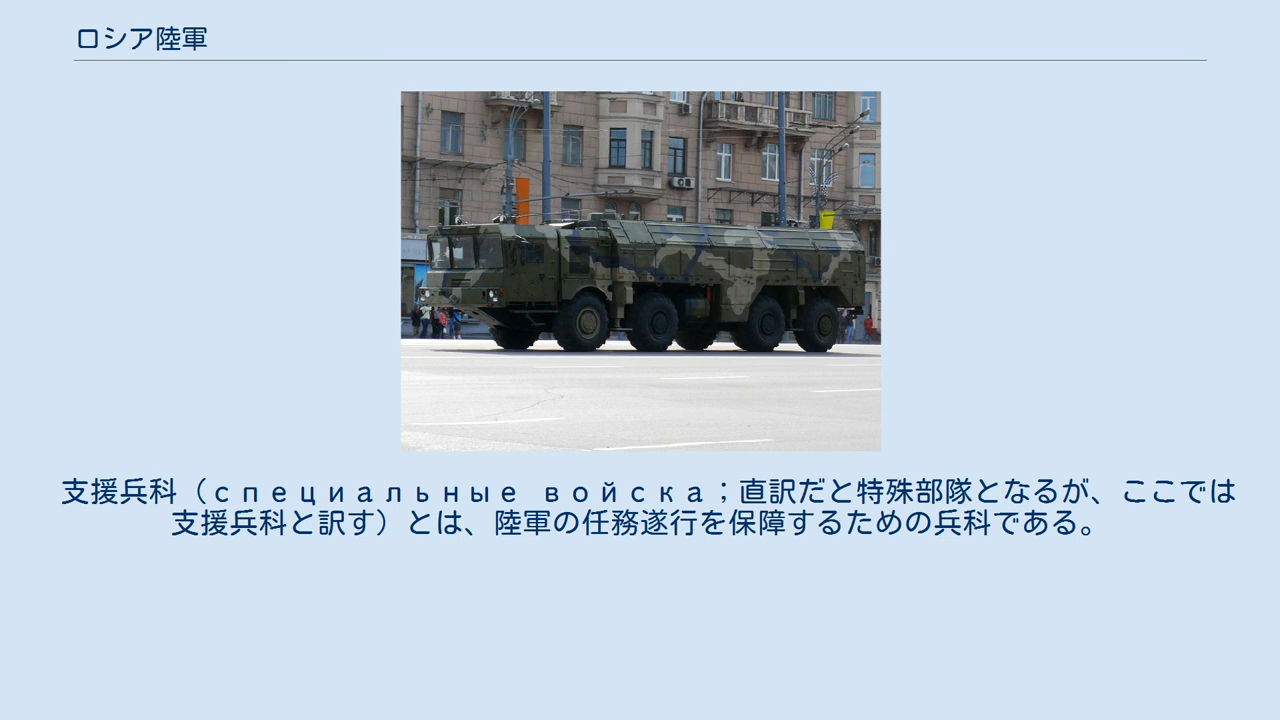 ロシア陸軍
支援兵科（ｓпециальные войска；直訳だと特殊部隊となるが、ここでは
支援兵科と訳す）とは、陸軍の任務遂行を保障するための兵科である。